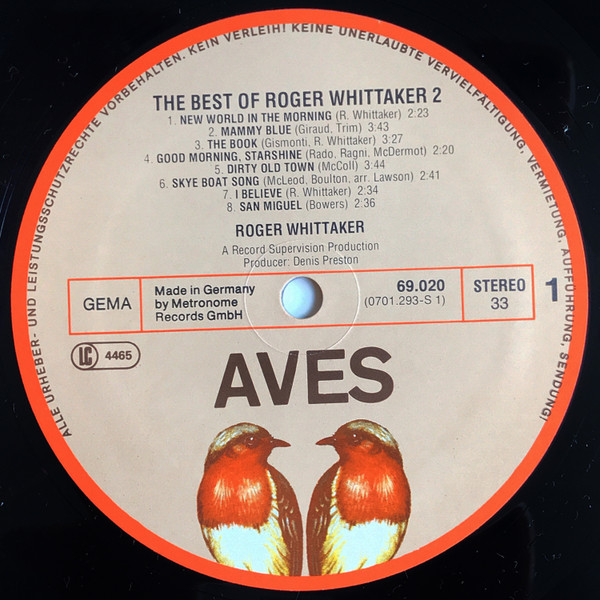 ALLE URHEBER- UND LEISTUNGSSCHUTZRECHTE VORBEHALTEN. KEIN VERLEIH! KEINE UNERLAUBTE VERVIELFÄLTIGUNG, VERMIETUNG, AUFFÜHRUNG, SENDUNG!
THE BEST OF ROGER WHITTAKER 2
1. NEW WORLD IN THE MORNING (R. Whittaker) 2:23
2. MAMMY BLUE (Giraud, Trim) 3:43
3. THE BOOK (Gismonti, R. Whittaker) 3:27
4. GOOD MORNING, STARSHINE (Rado, Ragni, McDermot) 2:20
5. DIRTY OLD TOWN (McColl) 3:44
6. SKYE BOAT SONG (McLeod, Boulton, arr. Lawson) 2:41
7. I BELIEVE (R. Whittaker) 2:34
8. SAN MIGUEL (Bowers) 2:36
ROGER WHITTAKER
A Record Supervision Production
Producer: Denis Preston
GEMA
Made in Germany
by Metronome
Records GmbH
69.020
(0701.293-S 1)
STEREO
33
1
LC 4465
AVES